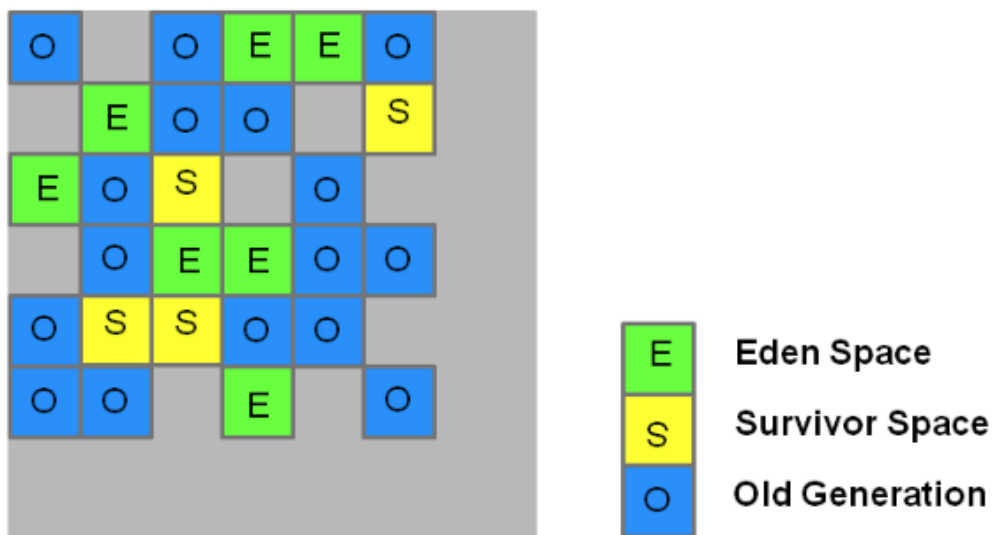 O O E E O
E O O S
E O S O
O E E O O
O S S O O
O O E O
E Eden Space
S Survivor Space
O Old Generation